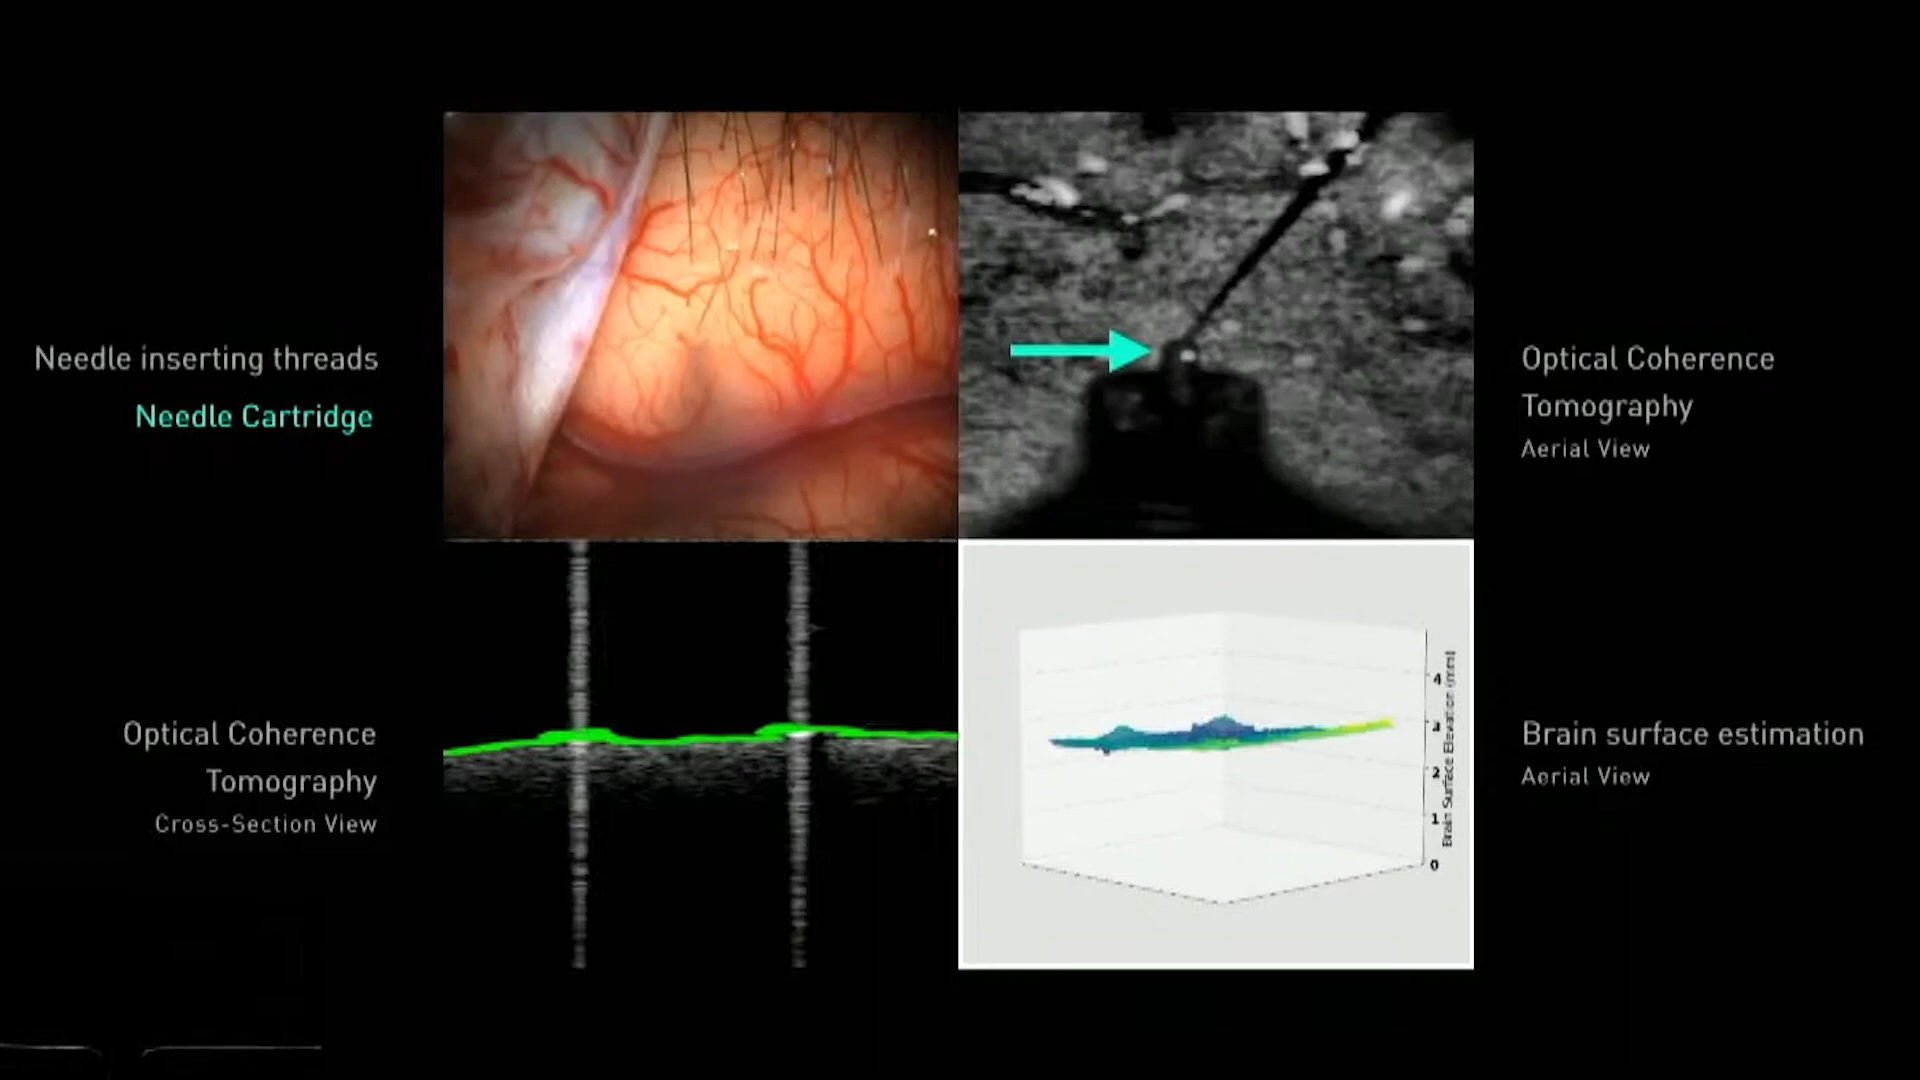 Needle inserting threads
Needle Cartridge
Optical Coherence
Tomography
Aerial View
Optical Coherence
Tomography
Cross-Section View
4
3
2
1
0
Brain Surface Elevation (mm)
Brain surface estimation
Aerial View